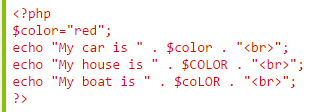 <?php
$color="red";
echo "My car is " . $color . "<br>";
echo "My house is " . $COLOR . "<br>";
echo "My boat is " . $coLOR . "<br>";
?>